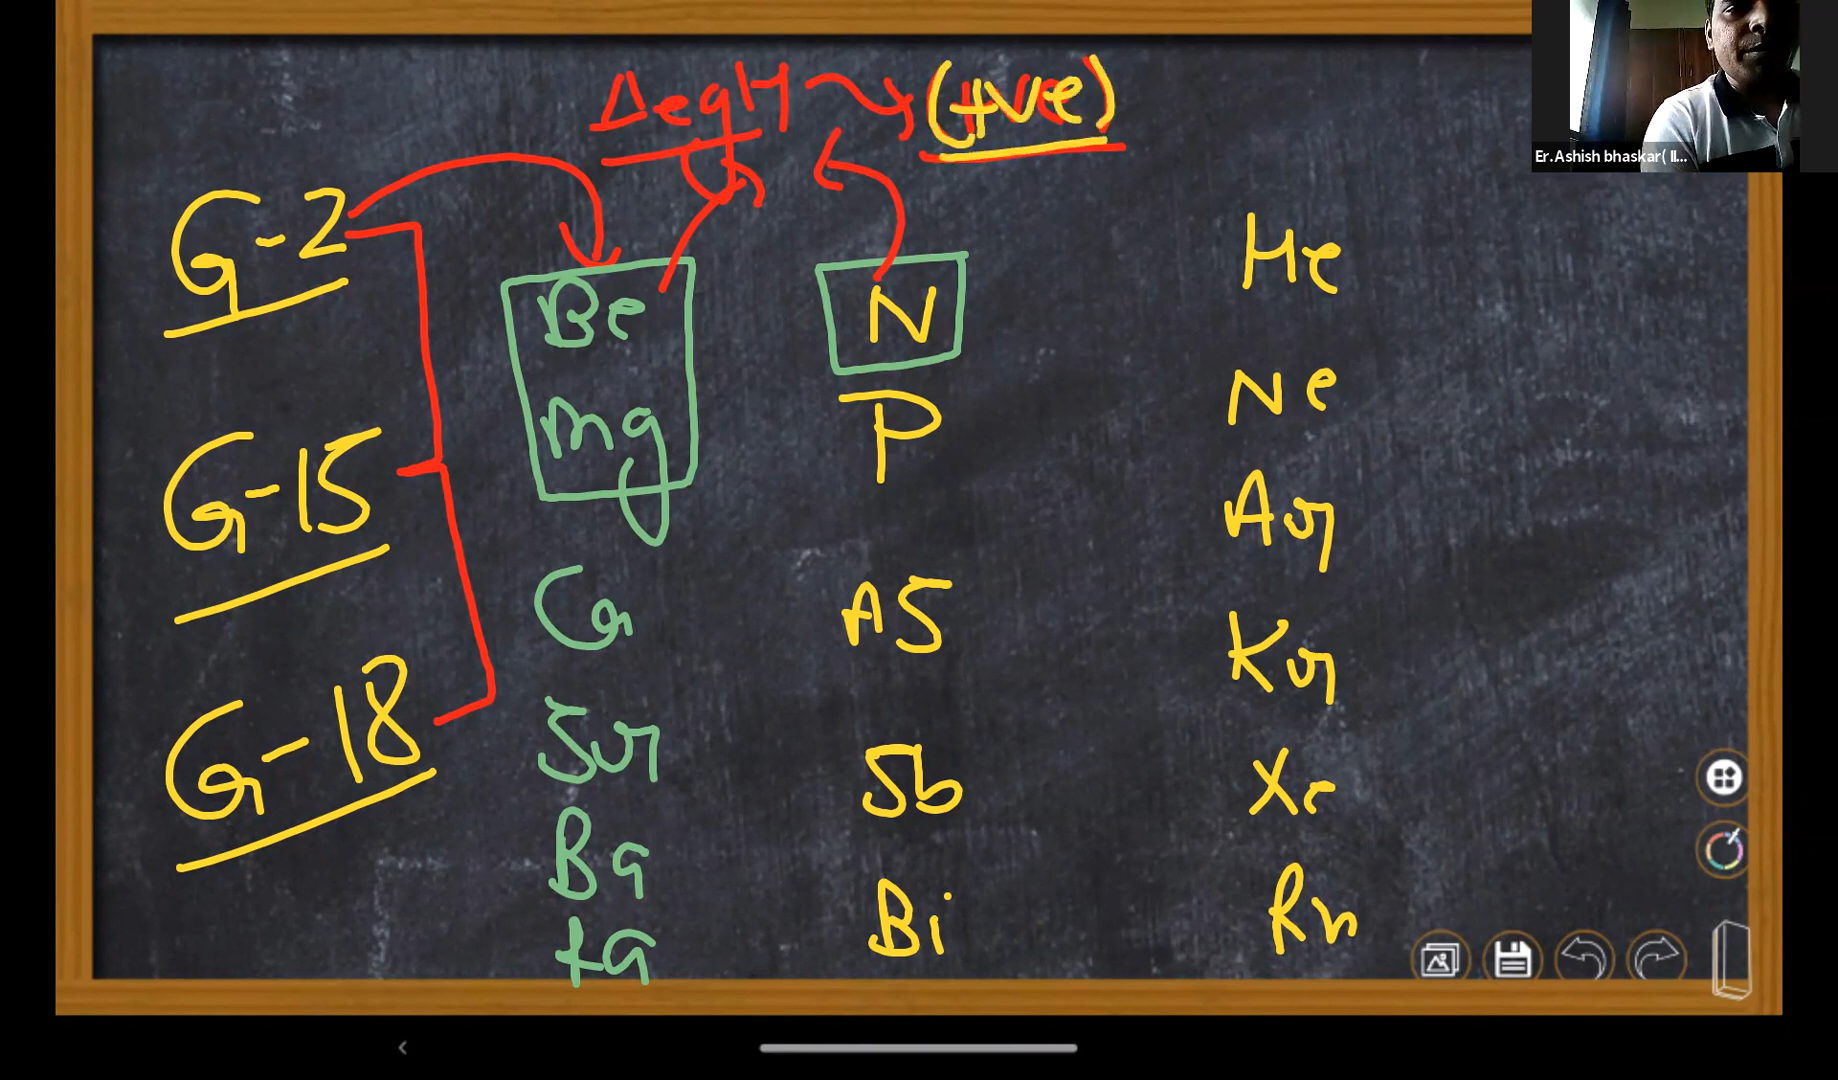 ΔegH → (+ve)
G-2
G-15
G-18
Be
Mg
Ca
Sr
Ba
Ra
N
P
As
Sb
Bi
He
Ne
Ar
Kr
Xe
Rn
Er.Ashish bhaskar( II...